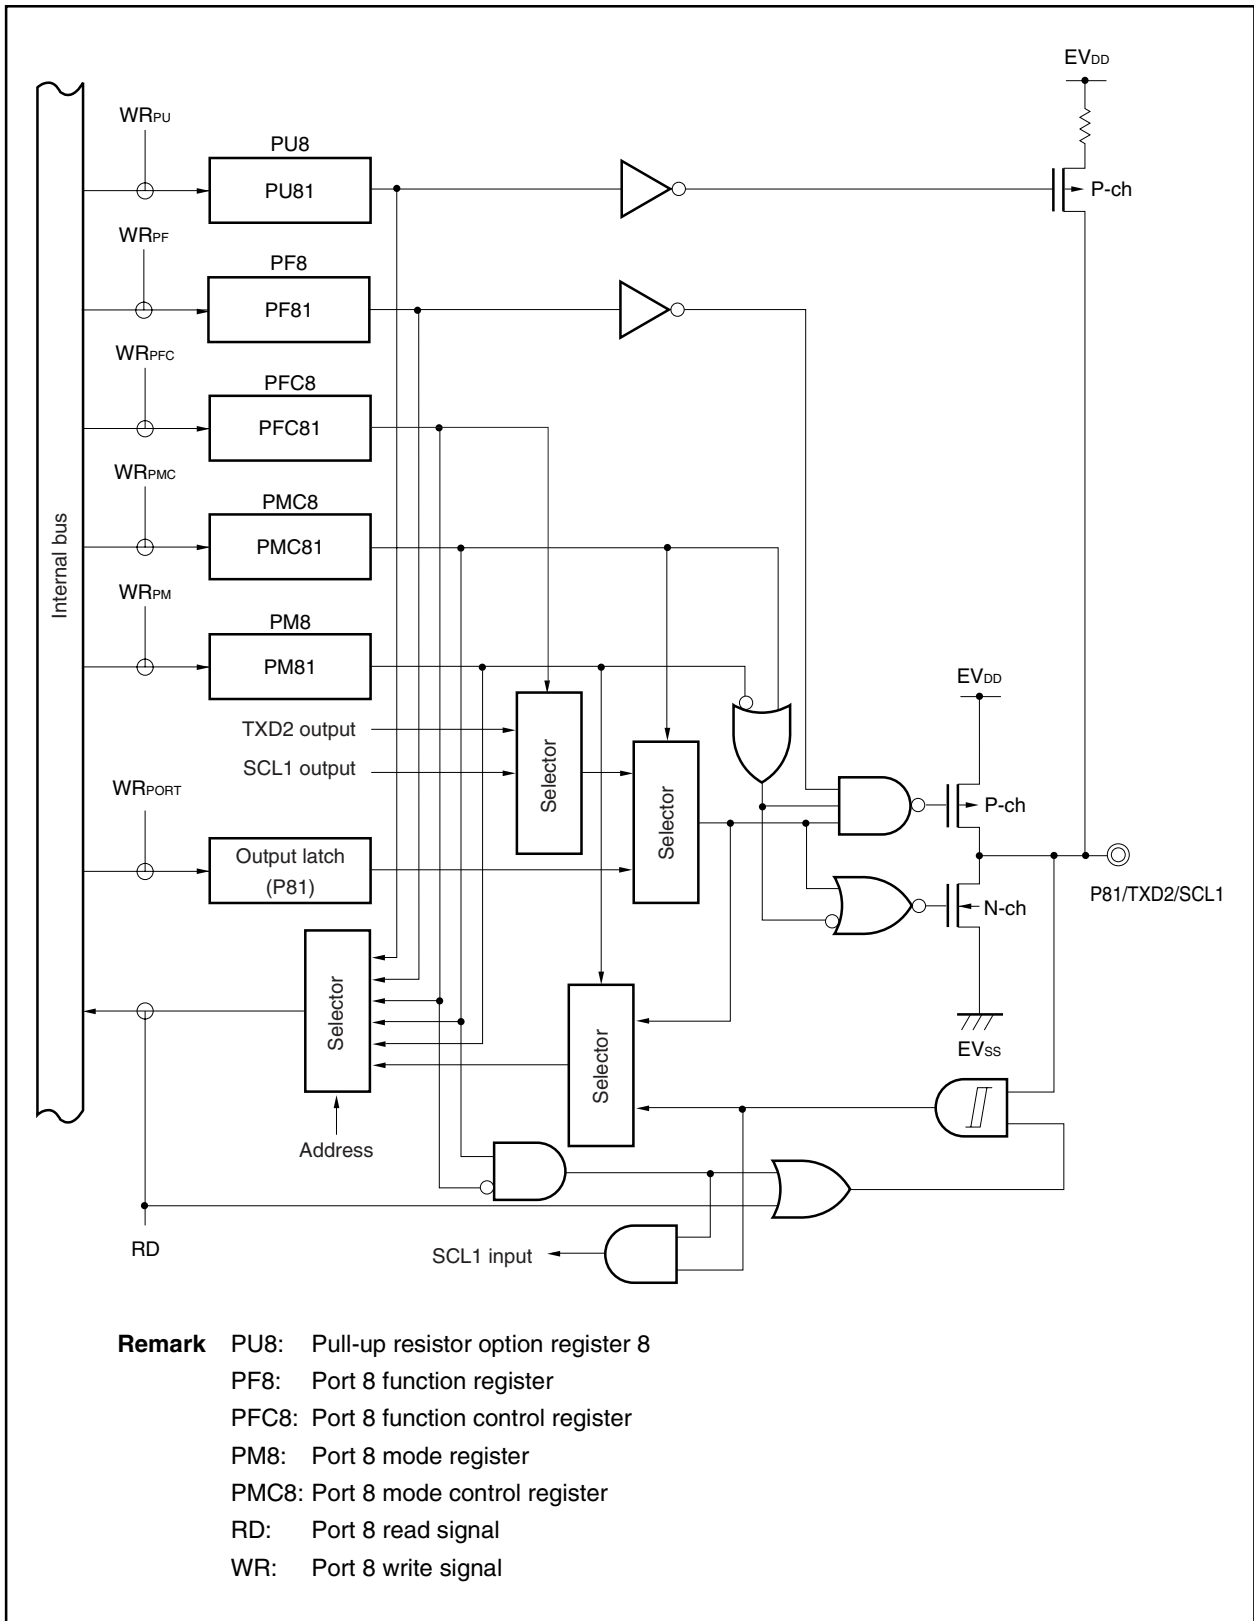 EVDD
WRPU
PU8
PU81
P-ch
WRPF
PF8
PF81
WRPFC
PFC8
PFC81
WRPMC
PMC8
PMC81
Internal bus
WRPM
PM8
PM81
EVDD
TXD2 output
SCL1 output
Selector
Selector
WRPORT
P-ch
Output latch
(P81)
P81/TXD2/SCL1
N-ch
Selector
Selector
EVSS
Address
RD
SCL1 input
Remark PU8: Pull-up resistor option register 8
PF8: Port 8 function register
PFC8: Port 8 function control register
PM8: Port 8 mode register
PMC8: Port 8 mode control register
RD: Port 8 read signal
WR: Port 8 write signal